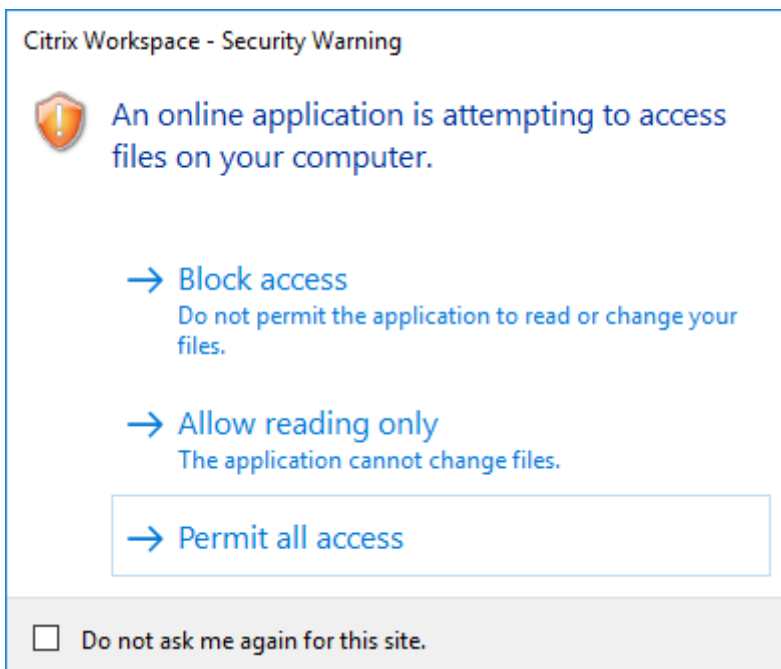 Citrix Workspace - Security Warning
An online application is attempting to access
files on your computer.
Block access
Do not permit the application to read or change your
files.
Allow reading only
The application cannot change files.
Permit all access
Do not ask me again for this site.